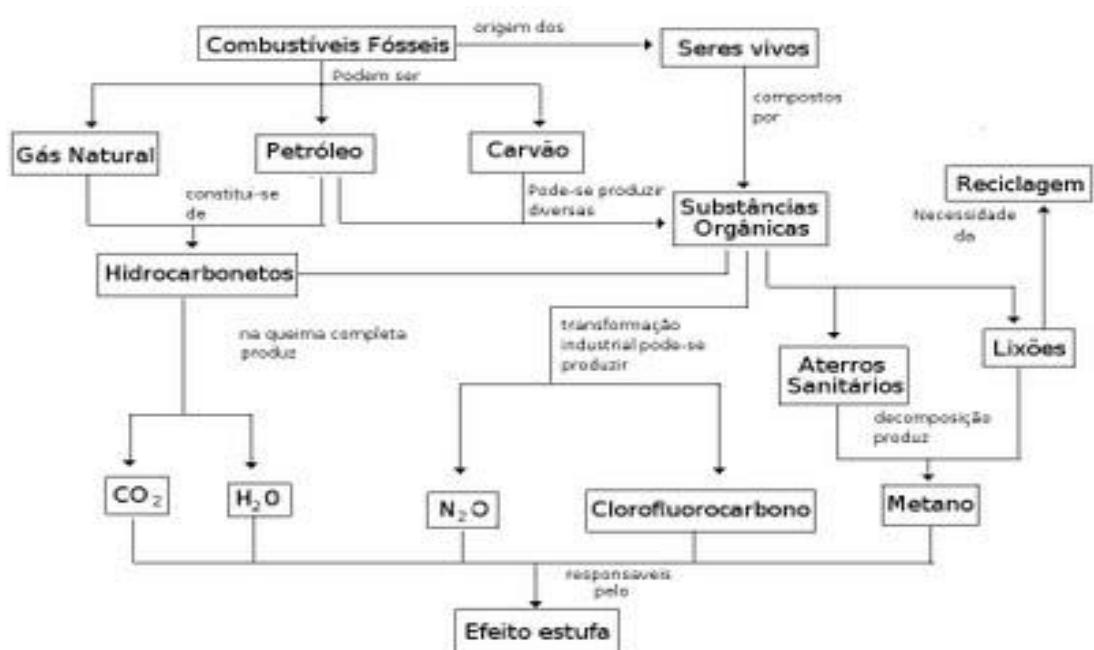 Combustíveis Fósseis
origem dos
Seres vivos
Podem ser
compostos
por
Gás Natural
Petróleo
Carvão
Reciclagem
constitui-se
de
Pode-se produzir
diversas
Substâncias
Orgânicas
Necessidade
da
Hidrocarbonetos
na queima completa
produz
transformação
industrial pode-se
produzir
Aterros
Sanitários
Lixões
decomposição
produz
CO₂
H₂O
N₂O
Clorofluorocarbono
Metano
responsaveis
pelo
Efeito estufa